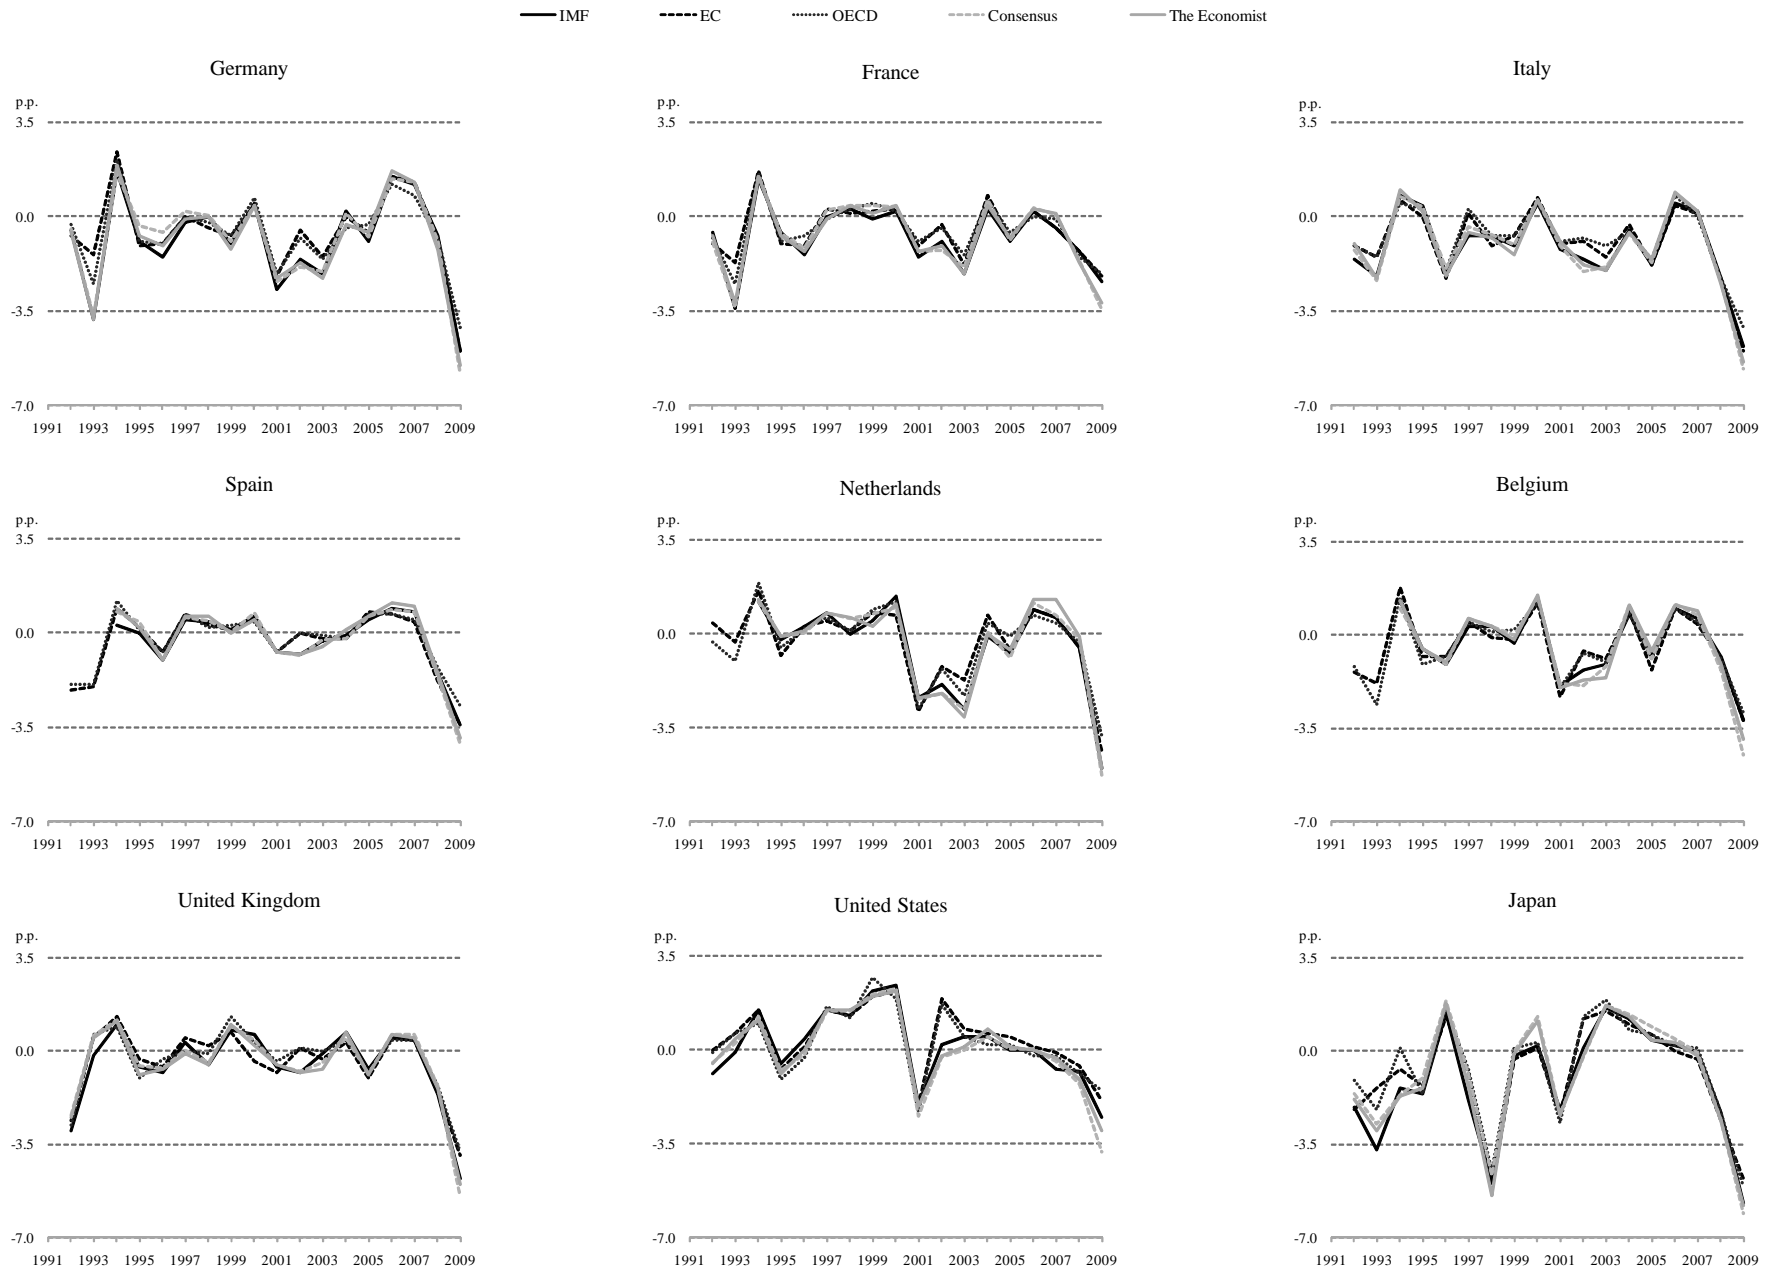 IMF EC OECD Consensus The Economist
Germany France Italy
p.p. p.p. p.p.
3.5 3.5 3.5
0.0 0.0 0.0
-3.5 -3.5 -3.5
-7.0 -7.0 -7.0
1991 1993 1995 1997 1999 2001 2003 2005 2007 2009 1991 1993 1995 1997 1999 2001 2003 2005 2007 2009 1991 1993 1995 1997 1999 2001 2003 2005 2007 2009
Spain Netherlands Belgium
p.p. p.p. p.p.
3.5 3.5 3.5
0.0 0.0 0.0
-3.5 -3.5 -3.5
-7.0 -7.0 -7.0
1991 1993 1995 1997 1999 2001 2003 2005 2007 2009 1991 1993 1995 1997 1999 2001 2003 2005 2007 2009 1991 1993 1995 1997 1999 2001 2003 2005 2007 2009
United Kingdom United States Japan
p.p. p.p. p.p.
3.5 3.5 3.5
0.0 0.0 0.0
-3.5 -3.5 -3.5
-7.0 -7.0 -7.0
1991 1993 1995 1997 1999 2001 2003 2005 2007 2009 1991 1993 1995 1997 1999 2001 2003 2005 2007 2009 1991 1993 1995 1997 1999 2001 2003 2005 2007 2009